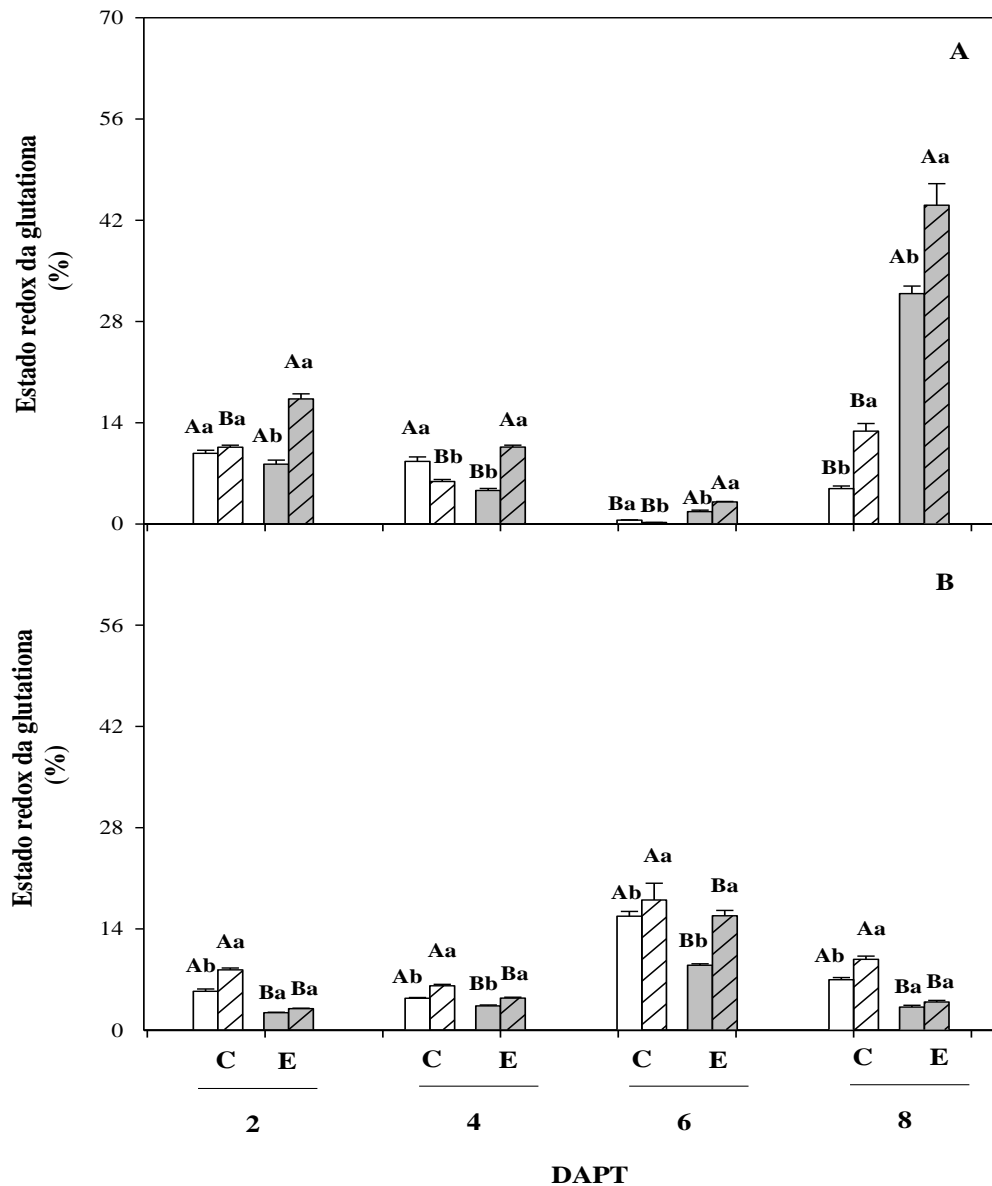 70
A
56
42
28
14
0
Estado redox da glutationa
(%)
Aa Ba Ab Aa
Aa Bb Bb Aa
Ba Bb Ab Aa
Bb Ba Ab Aa
B
56
42
28
14
0
Estado redox da glutationa
(%)
Ab Aa Ba Ba
Ab Aa Bb Ba
Ab Aa Bb Ba
Ab Aa Ba Ba
C E C E C E C E
2 4 6 8
DAPT